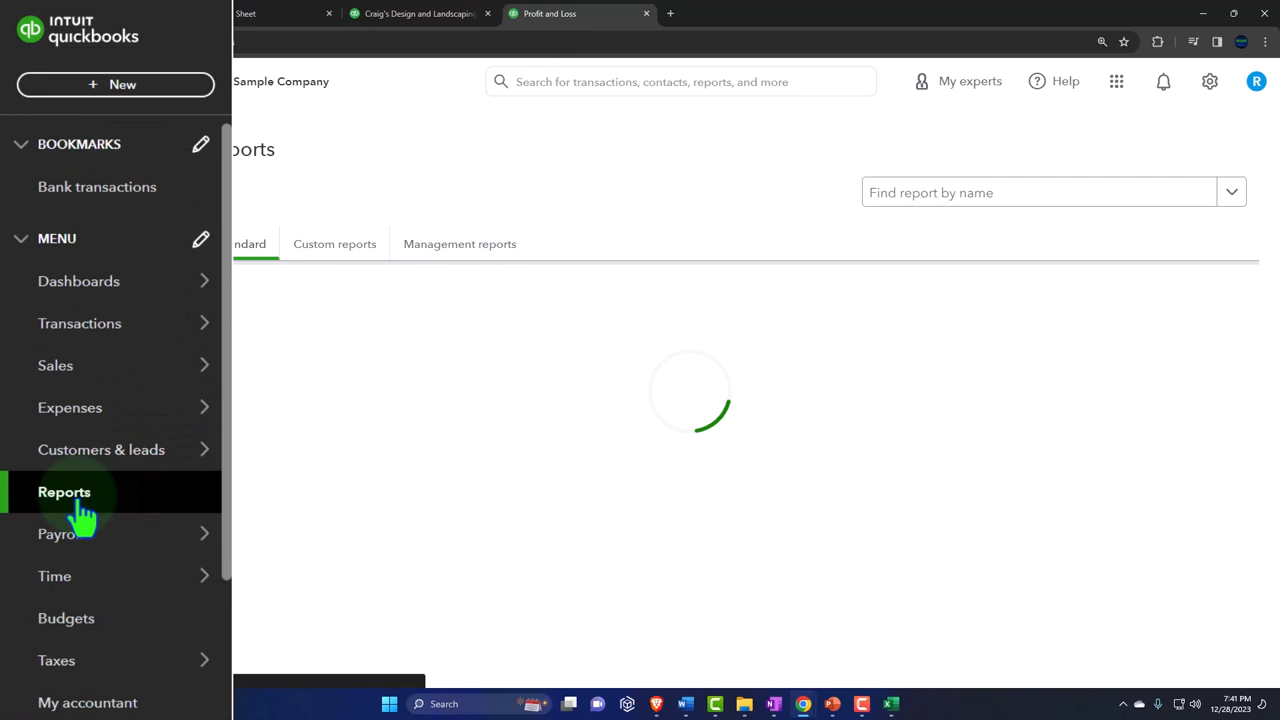 INTUIT
quickbooks
+ New
BOOKMARKS
Bank transactions
MENU
Dashboards
Transactions
Sales
Expenses
Customers & leads
Reports
Time
Budgets
Taxes
My accountant
Sheet
Craig's Design and Landscaping
Profit and Loss
Sample Company
Search for transactions, contacts, reports, and more
My experts
Help
R
orts
Find report by name
ndard
Custom reports
Management reports
Search
7:41 PM
12/28/2023